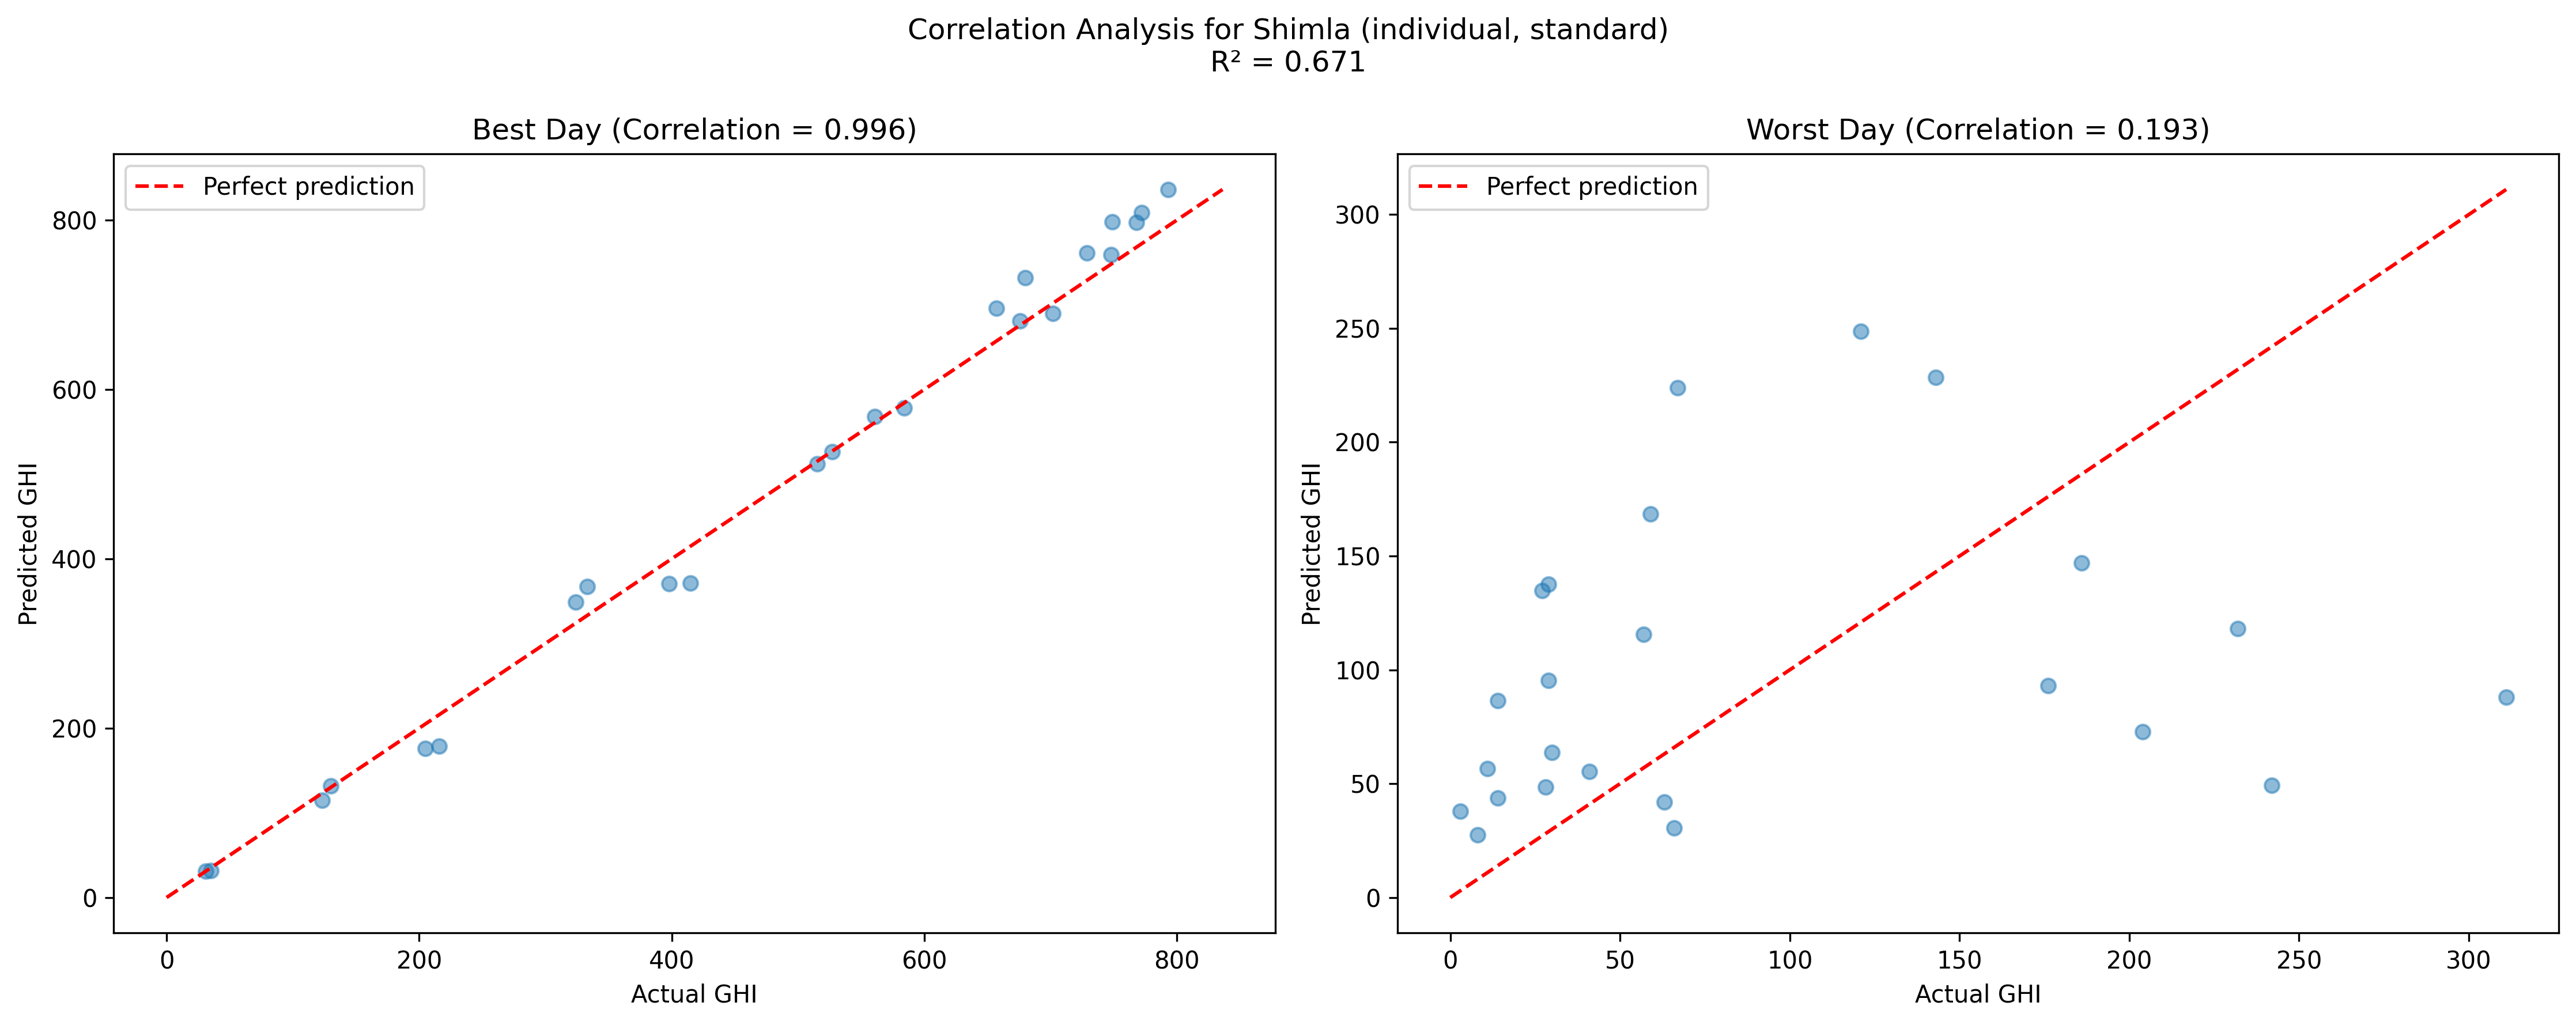 Correlation Analysis for Shimla (individual, standard)
R² = 0.671
Best Day (Correlation = 0.996)
Perfect prediction
800
600
400
200
0
Predicted GHI
0 200 400 600 800
Actual GHI
Worst Day (Correlation = 0.193)
Perfect prediction
300
250
200
150
100
50
0
Predicted GHI
0 50 100 150 200 250 300
Actual GHI